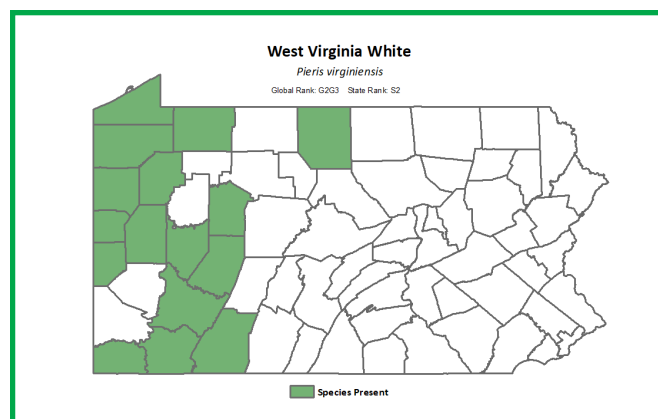 West Virginia White
Pieris virginiensis
Global Rank: G2G3 State Rank: S2
Species Present